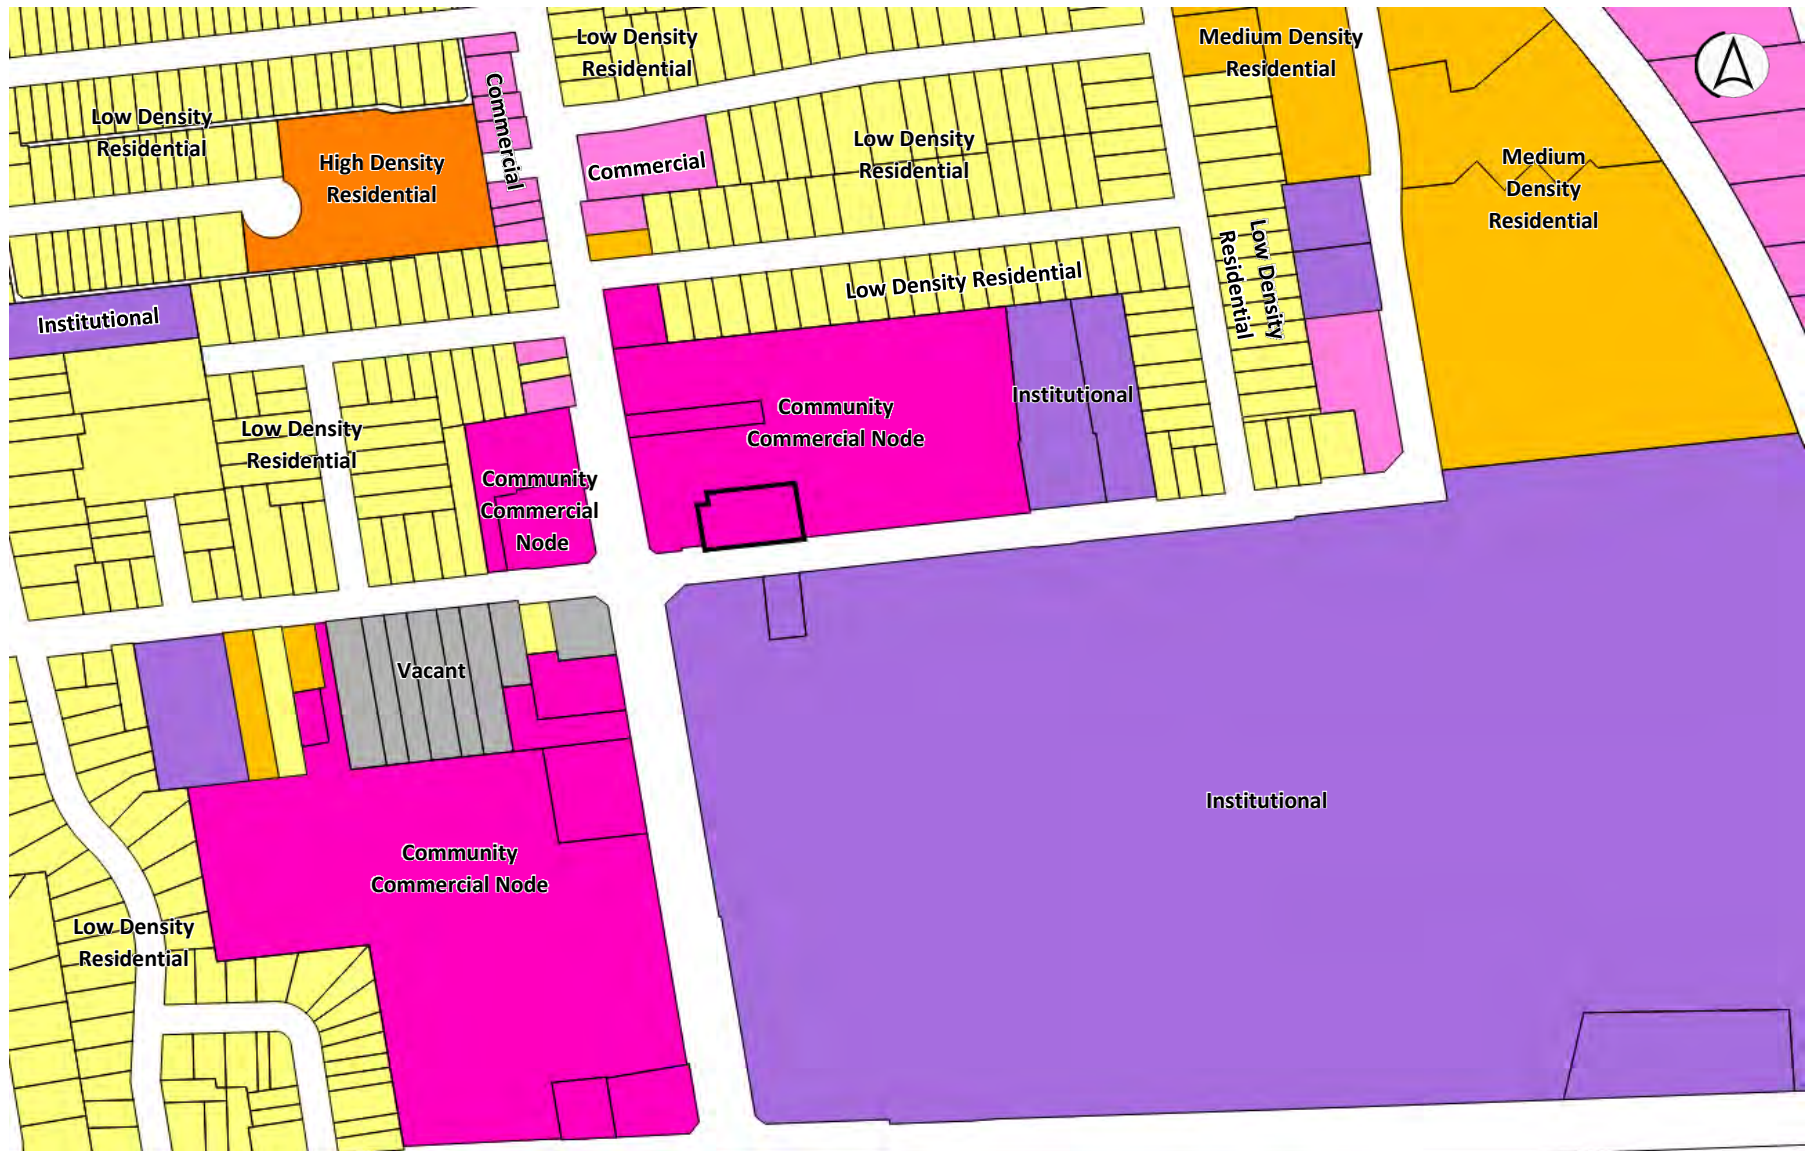 Low Density
Residential
Medium Density
Residential
Commercial
Low Density
Residential
High Density
Residential
Commercial
Low Density
Residential
Medium
Density
Residential
Low Density
Residential
Low Density Residential
Institutional
Institutional
Community
Commercial Node
Low Density
Residential
Community
Commercial
Node
Vacant
Institutional
Community
Commercial Node
Low Density
Residential